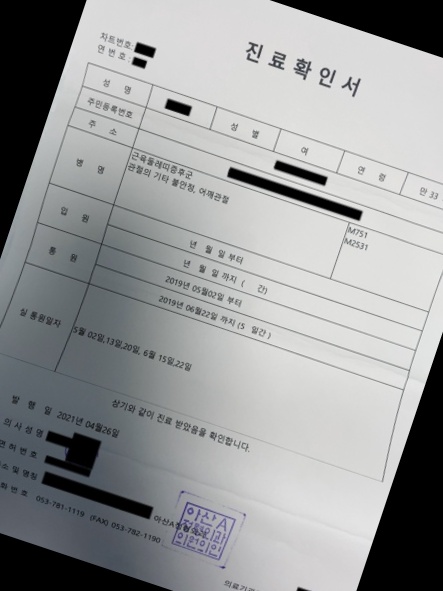 차트번호:
연 번 호 :
진료확인서
성 명 성 별 여 연 령 만 33
주민등록번호
주 소
병 명 근육둘레띠증후군 M751
관절의 기타 불안정, 어깨관절 M2531
입 원 년 월 일 부터
년 월 일 까지 ( 간)
통 원 2019년 05월02일 부터
2019년 06월22일 까지 (5 일간 )
실 통원일자 5월 02일,13일,20일, 6월 15일,22일
상기와 같이 진료 받았음을 확인합니다.
발 행 일 2021년 04월26일
의 사 성 명
면 허 번 호
소 및 명칭
화 번 호 053-781-1119 (FAX) 053-782-1190
의료기관